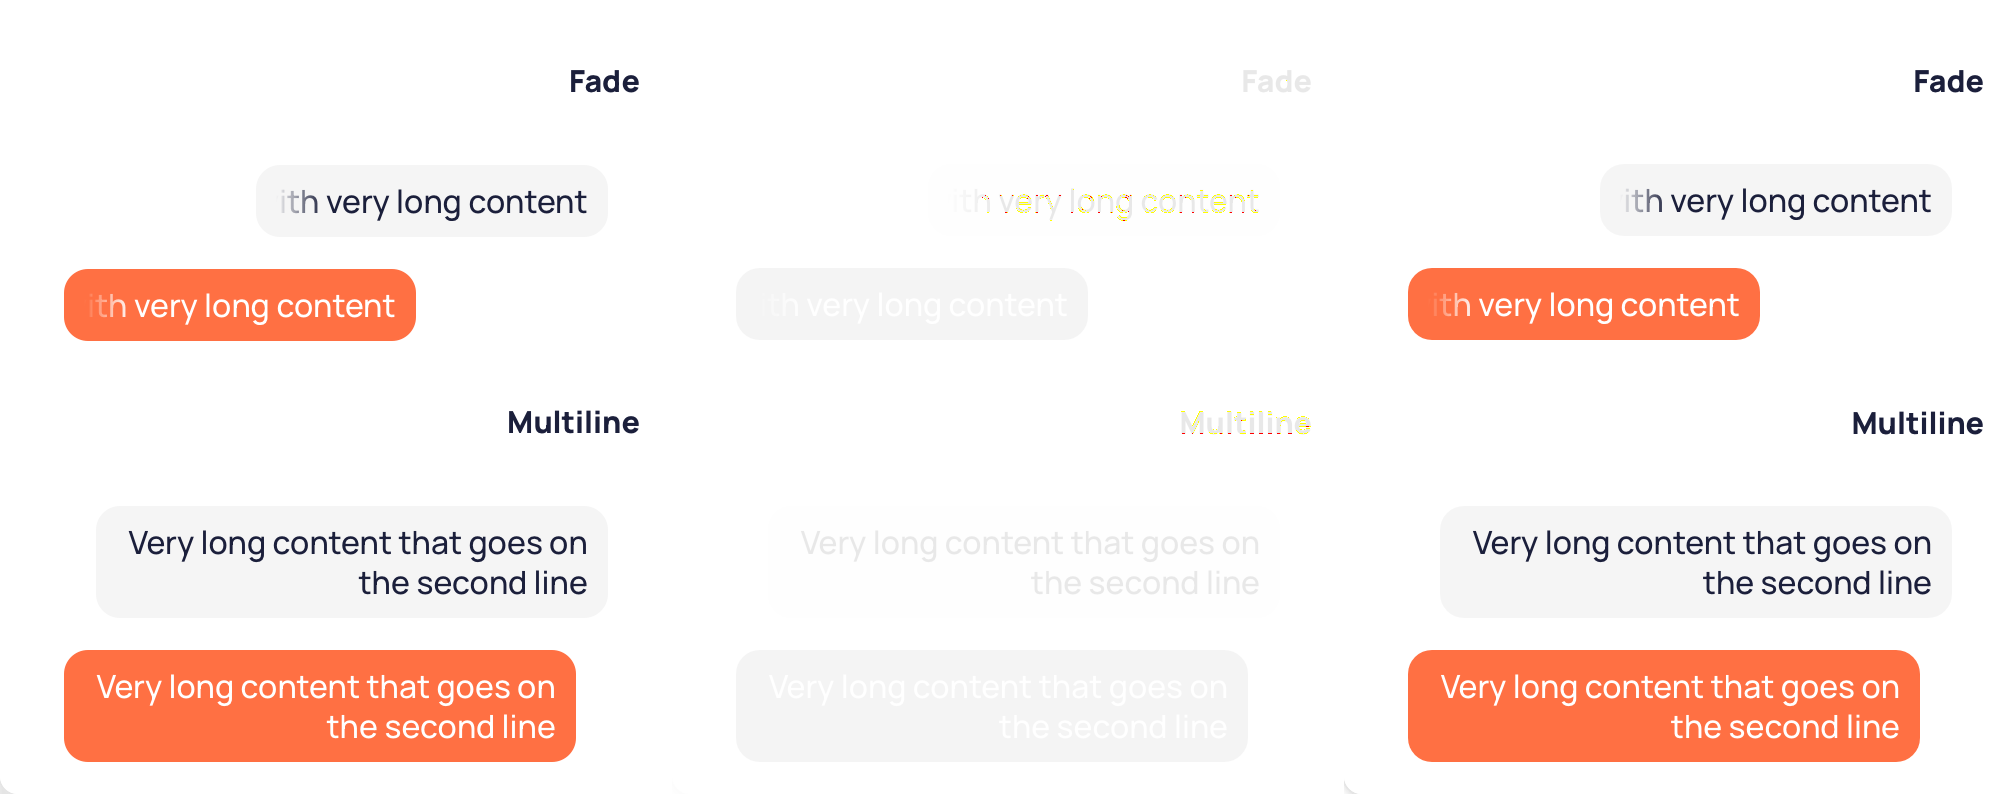 Fade
ith very long content
ith very long content
Multiline
Very long content that goes on
the second line
Very long content that goes on
the second line
Fade
ith very long content
ith very long content
Multiline
Very long content that goes on
the second line
Very long content that goes on
the second line
Fade
ith very long content
ith very long content
Multiline
Very long content that goes on
the second line
Very long content that goes on
the second line